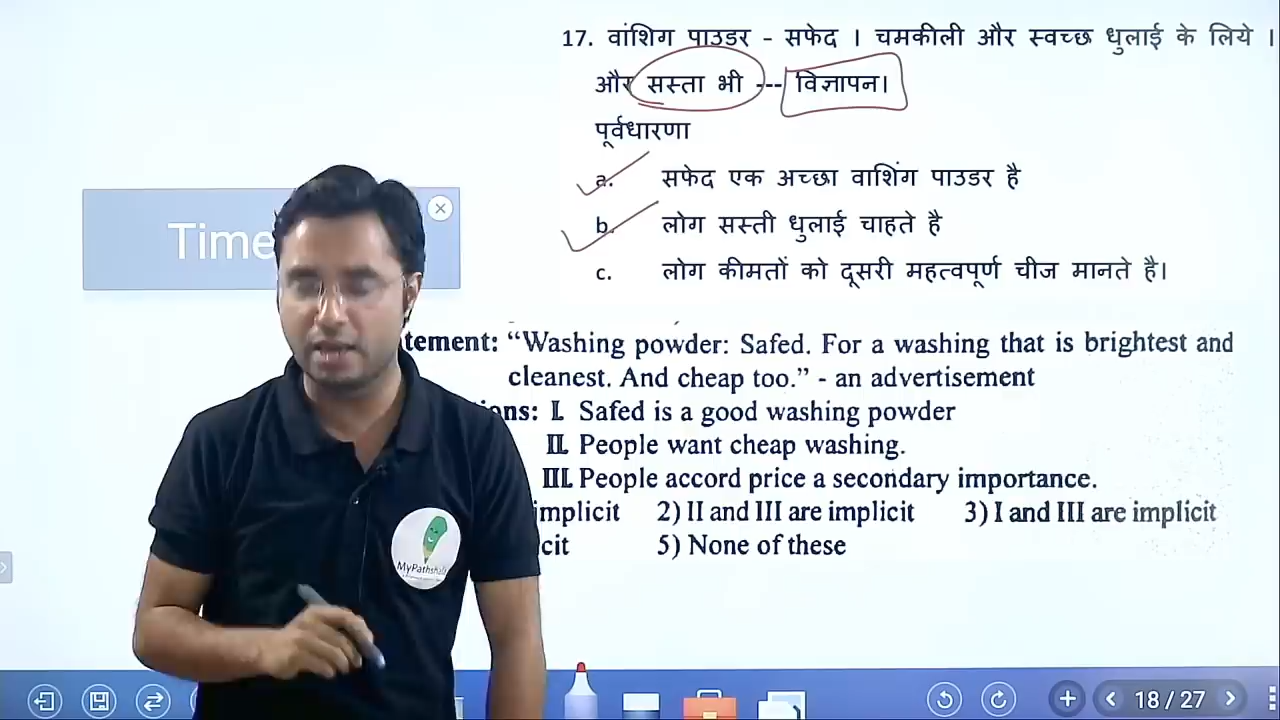 17. वांशिग पाउडर - सफेद । चमकीली और स्वच्छ धुलाई के लिये ।
और सस्ता भी --- विज्ञापन।
पूर्वधारणा
a. सफेद एक अच्छा वाशिंग पाउडर है
b. लोग सस्ती धुलाई चाहते है
c. लोग कीमतों को दूसरी महत्वपूर्ण चीज मानते है।
Time
tement: “Washing powder: Safed. For a washing that is brightest and
cleanest. And cheap too.” - an advertisement
ons: I. Safed is a good washing powder
II. People want cheap washing.
III. People accord price a secondary importance.
implicit 2) II and III are implicit 3) I and III are implicit
cit 5) None of these
MyPathshala
18 / 27